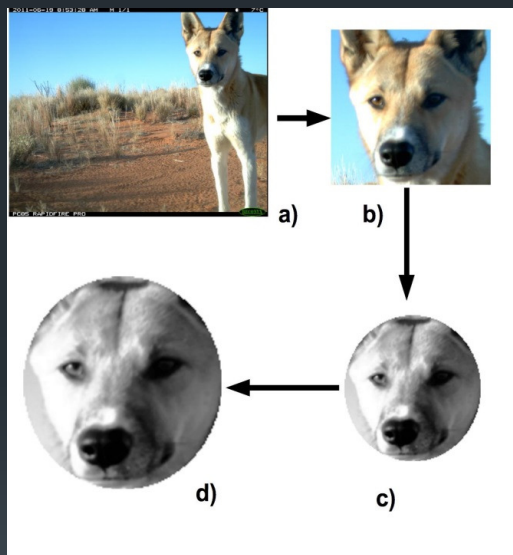 2011-06-19 8:53:28 AM M 1/1 7°C
PC85 RAPIDFIRE PRO
a)
b)
c)
d)